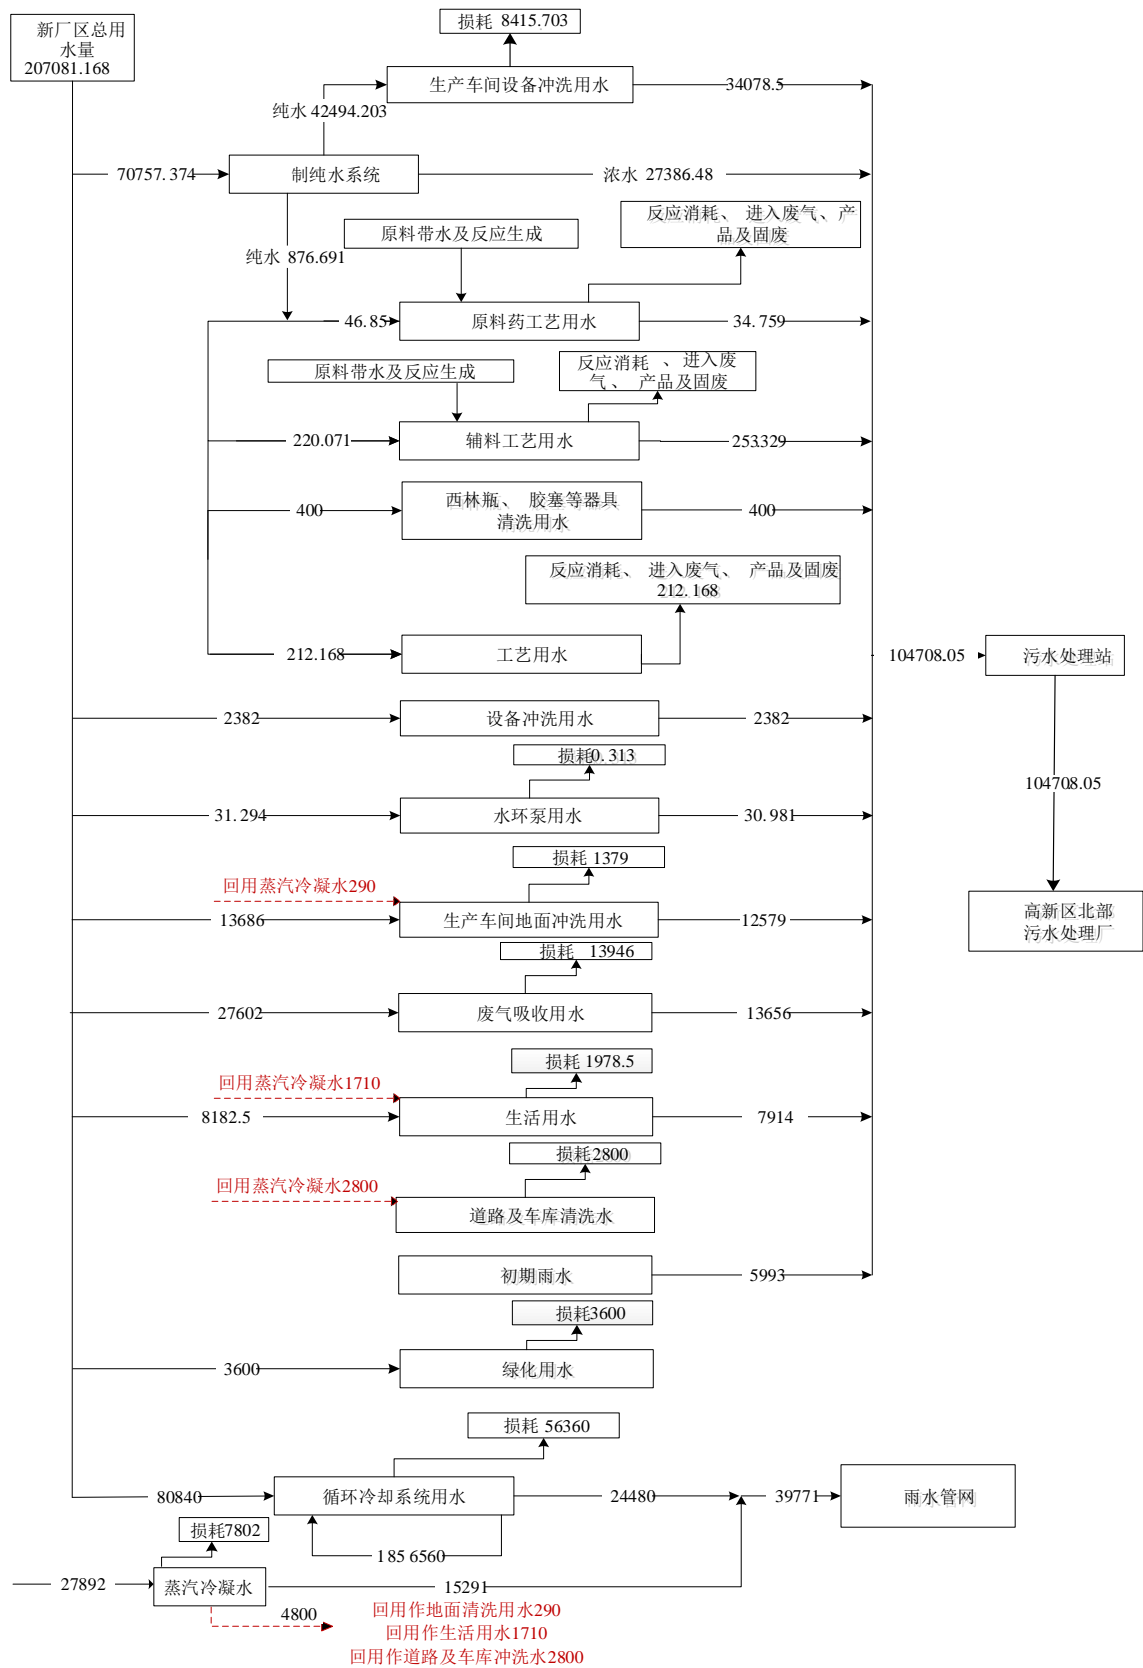 新厂区总用
水量
207081.168
损耗 8415.703
生产车间设备冲洗用水
34078.5
纯水 42494.203
70757.374
制纯水系统
浓水 27386.48
纯水 876.691
原料带水及反应生成
反应消耗、 进入废气、产
品及固废
46.85
原料药工艺用水
34.759
原料带水及反应生成
反应消耗 、进入废
气、 产品及固废
220.071
辅料工艺用水
253.329
400
西林瓶、 胶塞等器具
清洗用水
400
反应消耗、 进入废气、 产品及固废
212.168
212.168
工艺用水
104708.05
污水处理站
2382
设备冲洗用水
2382
损耗0.313
31.294
水环泵用水
30.981
104708.05
损耗 1379
回用蒸汽冷凝水290
13686
生产车间地面冲洗用水
12579
高新区北部
污水处理厂
损耗 13946
27602
废气吸收用水
13656
损耗 1978.5
回用蒸汽冷凝水1710
8182.5
生活用水
7914
损耗2800
回用蒸汽冷凝水2800
道路及车库清洗水
初期雨水
5993
损耗3600
3600
绿化用水
损耗 56360
80840
循环冷却系统用水
24480
39771
雨水管网
损耗7802
1856560
27892
蒸汽冷凝水
15291
4800
回用作地面清洗用水290
回用作生活用水1710
回用作道路及车库冲洗水2800